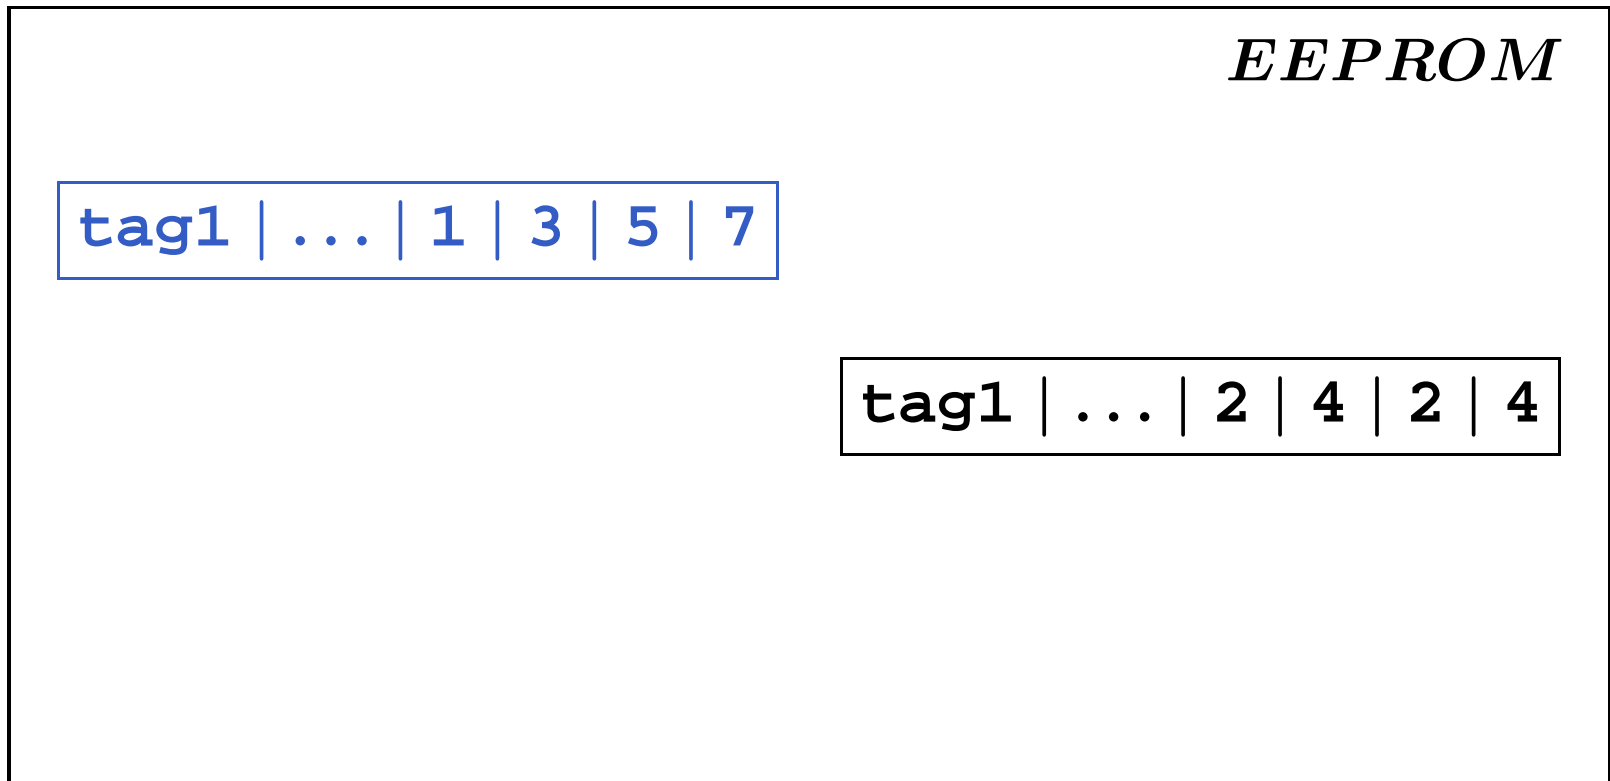 EEPROM
tag1 | ... | 1 | 3 | 5 | 7
tag1 | ... | 2 | 4 | 2 | 4